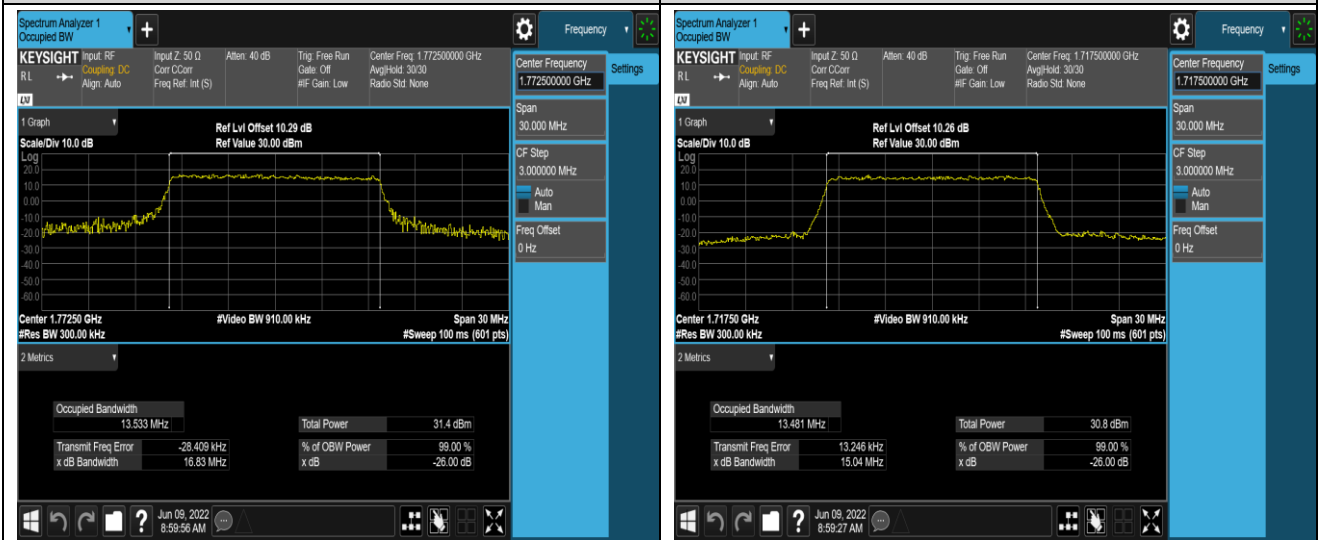 Spectrum Analyzer 1
Occupied BW
+
Frequency
KEYSIGHT
Input: RF
Input Z: 50 Ω
Atten: 40 dB
Trig: Free Run
Center Freq: 1.772500000 GHz
Coupling: DC
Corr CCorr
Gate: Off
Avg|Hold: 30/30
RL
Align: Auto
Freq Ref: Int (S)
#IF Gain: Low
Radio Std: None
LXI
Center Frequency
1.772500000 GHz
Settings
Span
30.000 MHz
CF Step
3.000000 MHz
Auto
Man
Freq Offset
0 Hz
1 Graph
Ref Lvl Offset 10.29 dB
Scale/Div 10.0 dB
Ref Value 30.00 dBm
Log
20.0
10.0
0.00
-10.0
-20.0
-30.0
-40.0
-50.0
-60.0
Center 1.77250 GHz
#Video BW 910.00 kHz
Span 30 MHz
#Res BW 300.00 kHz
#Sweep 100 ms (601 pts)
2 Metrics
Occupied Bandwidth
13.533 MHz
Total Power
31.4 dBm
Transmit Freq Error
-28.409 kHz
% of OBW Power
99.00 %
x dB Bandwidth
16.83 MHz
x dB
-26.00 dB
?
Jun 09, 2022
8:59:56 AM
Spectrum Analyzer 1
Occupied BW
+
Frequency
KEYSIGHT
Input: RF
Input Z: 50 Ω
Atten: 40 dB
Trig: Free Run
Center Freq: 1.717500000 GHz
Coupling: DC
Corr CCorr
Gate: Off
Avg|Hold: 30/30
RL
Align: Auto
Freq Ref: Int (S)
#IF Gain: Low
Radio Std: None
LXI
Center Frequency
1.717500000 GHz
Settings
Span
30.000 MHz
CF Step
3.000000 MHz
Auto
Man
Freq Offset
0 Hz
1 Graph
Ref Lvl Offset 10.26 dB
Scale/Div 10.0 dB
Ref Value 30.00 dBm
Log
20.0
10.0
0.00
-10.0
-20.0
-30.0
-40.0
-50.0
-60.0
Center 1.71750 GHz
#Video BW 910.00 kHz
Span 30 MHz
#Res BW 300.00 kHz
#Sweep 100 ms (601 pts)
2 Metrics
Occupied Bandwidth
13.481 MHz
Total Power
30.8 dBm
Transmit Freq Error
13.246 kHz
% of OBW Power
99.00 %
x dB Bandwidth
15.04 MHz
x dB
-26.00 dB
?
Jun 09, 2022
8:59:27 AM